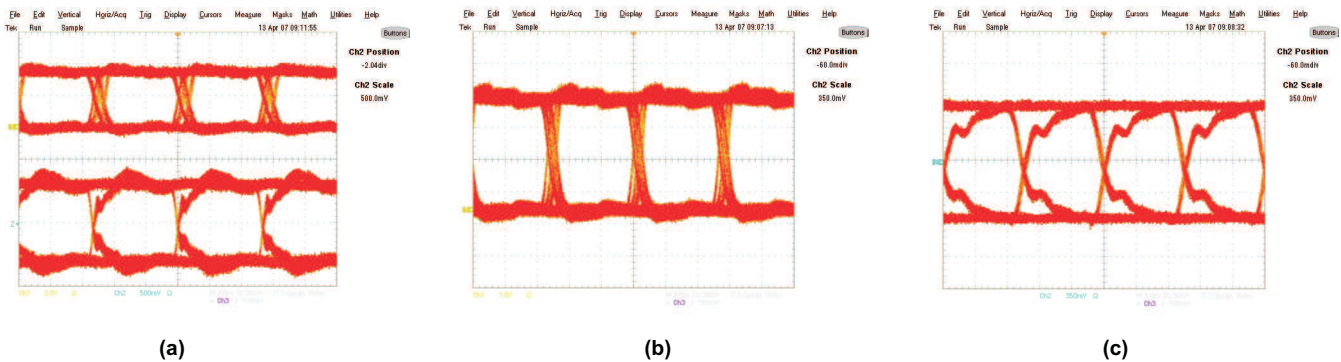 File Edit Vertical Horiz/Acq Trig Display Cursors Measure Masks Math Utilities Help
Tek Run Sample 13 Apr 07 09:11:55 Buttons
Ch2 Position
-2.04div
Ch2 Scale
500.0mV
Ch2 500mV Ω
Ch3
(a)
File Edit Vertical Horiz/Acq Trig Display Cursors Measure Masks Math Utilities Help
Tek Run Sample 13 Apr 07 09:07:13 Buttons
Ch2 Position
-60.0mdiv
Ch2 Scale
350.0mV
Ch3
(b)
File Edit Vertical Horiz/Acq Trig Display Cursors Measure Masks Math Utilities Help
Tek Run Sample 13 Apr 07 09:08:32 Buttons
Ch2 Position
-60.0mdiv
Ch2 Scale
350.0mV
Ch2 350mV Ω
Ch3
(c)